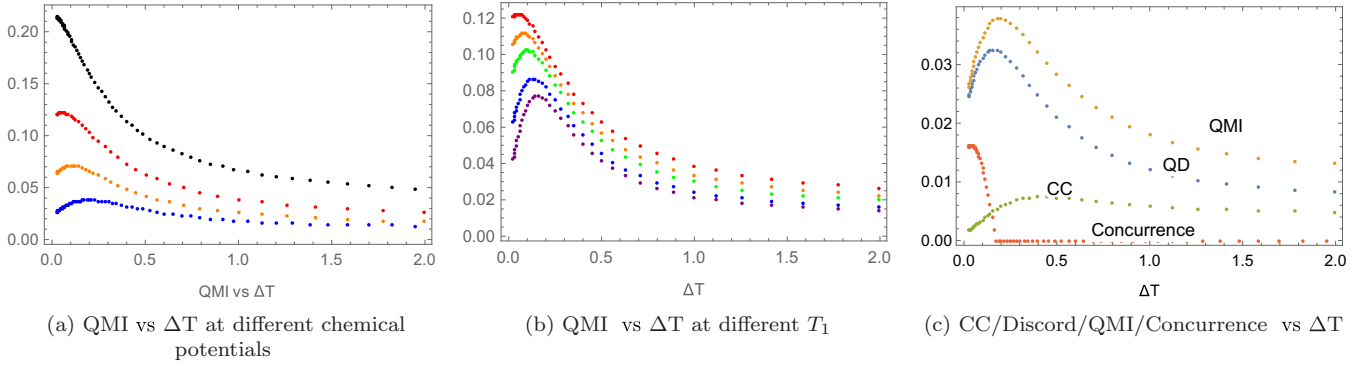 0.20
0.15
0.10
0.05
0.00
0.0 0.5 1.0 1.5 2.0
QMI vs ΔT
(a) QMI vs ΔT at different chemical
potentials
0.12
0.10
0.08
0.06
0.04
0.02
0.00
0.0 0.5 1.0 1.5 2.0
ΔT
(b) QMI vs ΔT at different T₁
0.03
0.02
0.01
0.00
QMI
QD
CC
Concurrence
0.0 0.5 1.0 1.5 2.0
ΔT
(c) CC/Discord/QMI/Concurrence vs ΔT